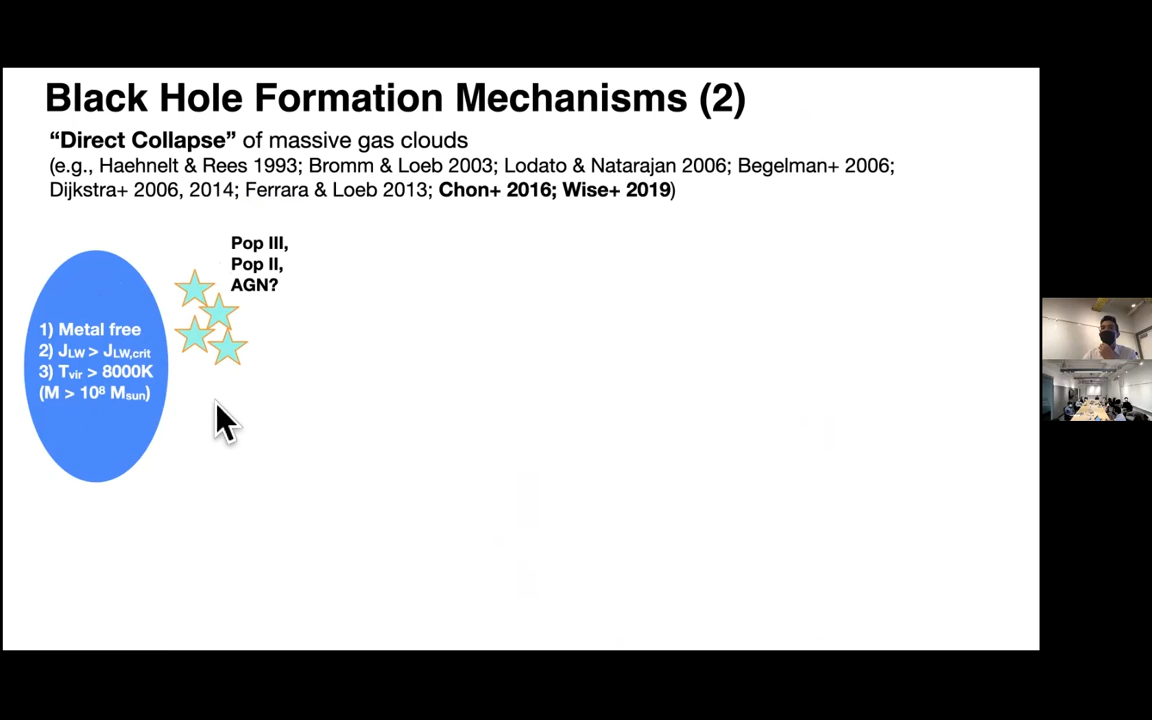 Black Hole Formation Mechanisms (2)
“Direct Collapse” of massive gas clouds
(e.g., Haehnelt & Rees 1993; Bromm & Loeb 2003; Lodato & Natarajan 2006; Begelman+ 2006;
Dijkstra+ 2006, 2014; Ferrara & Loeb 2013; Chon+ 2016; Wise+ 2019)
Pop III,
Pop II,
AGN?
1) Metal free
2) JLW > JLW,crit
3) Tvir > 8000K
(M > 10⁸ Msun)